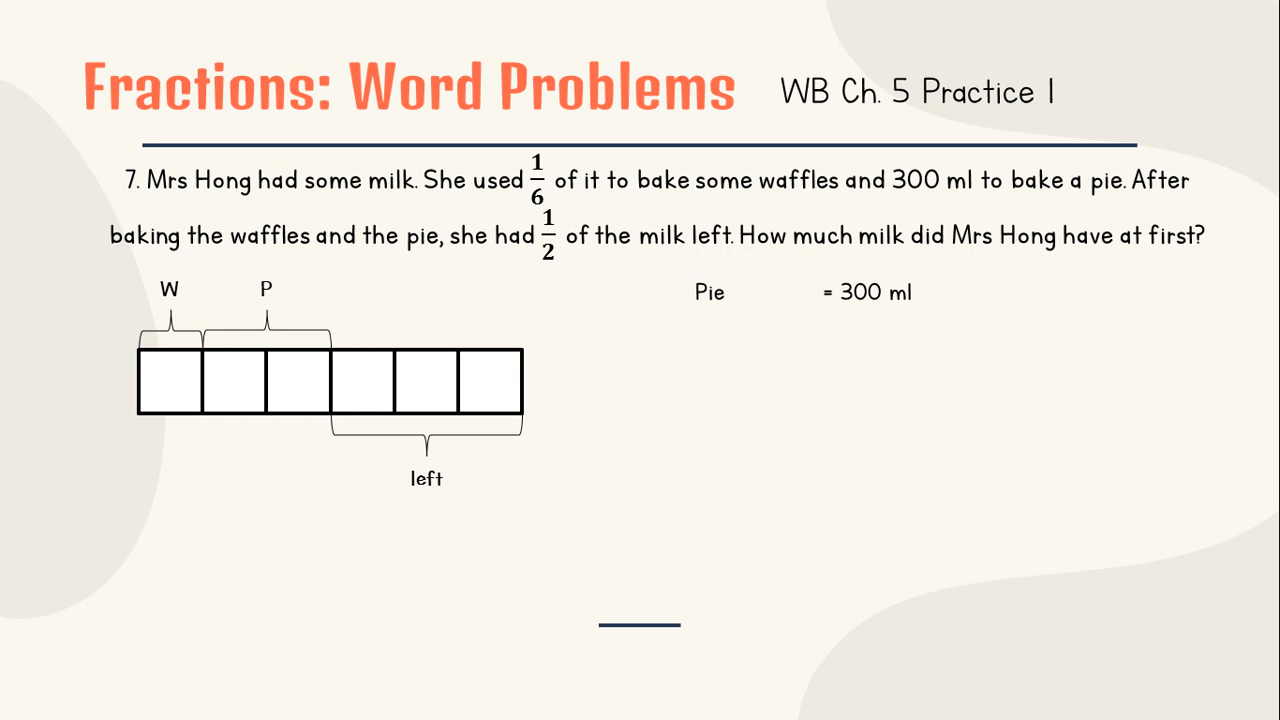 Fractions: Word Problems WB Ch. 5 Practice 1
7. Mrs Hong had some milk. She used 1/6 of it to bake some waffles and 300 ml to bake a pie. After
baking the waffles and the pie, she had 1/2 of the milk left. How much milk did Mrs Hong have at first?
W P
Pie = 300 ml
left